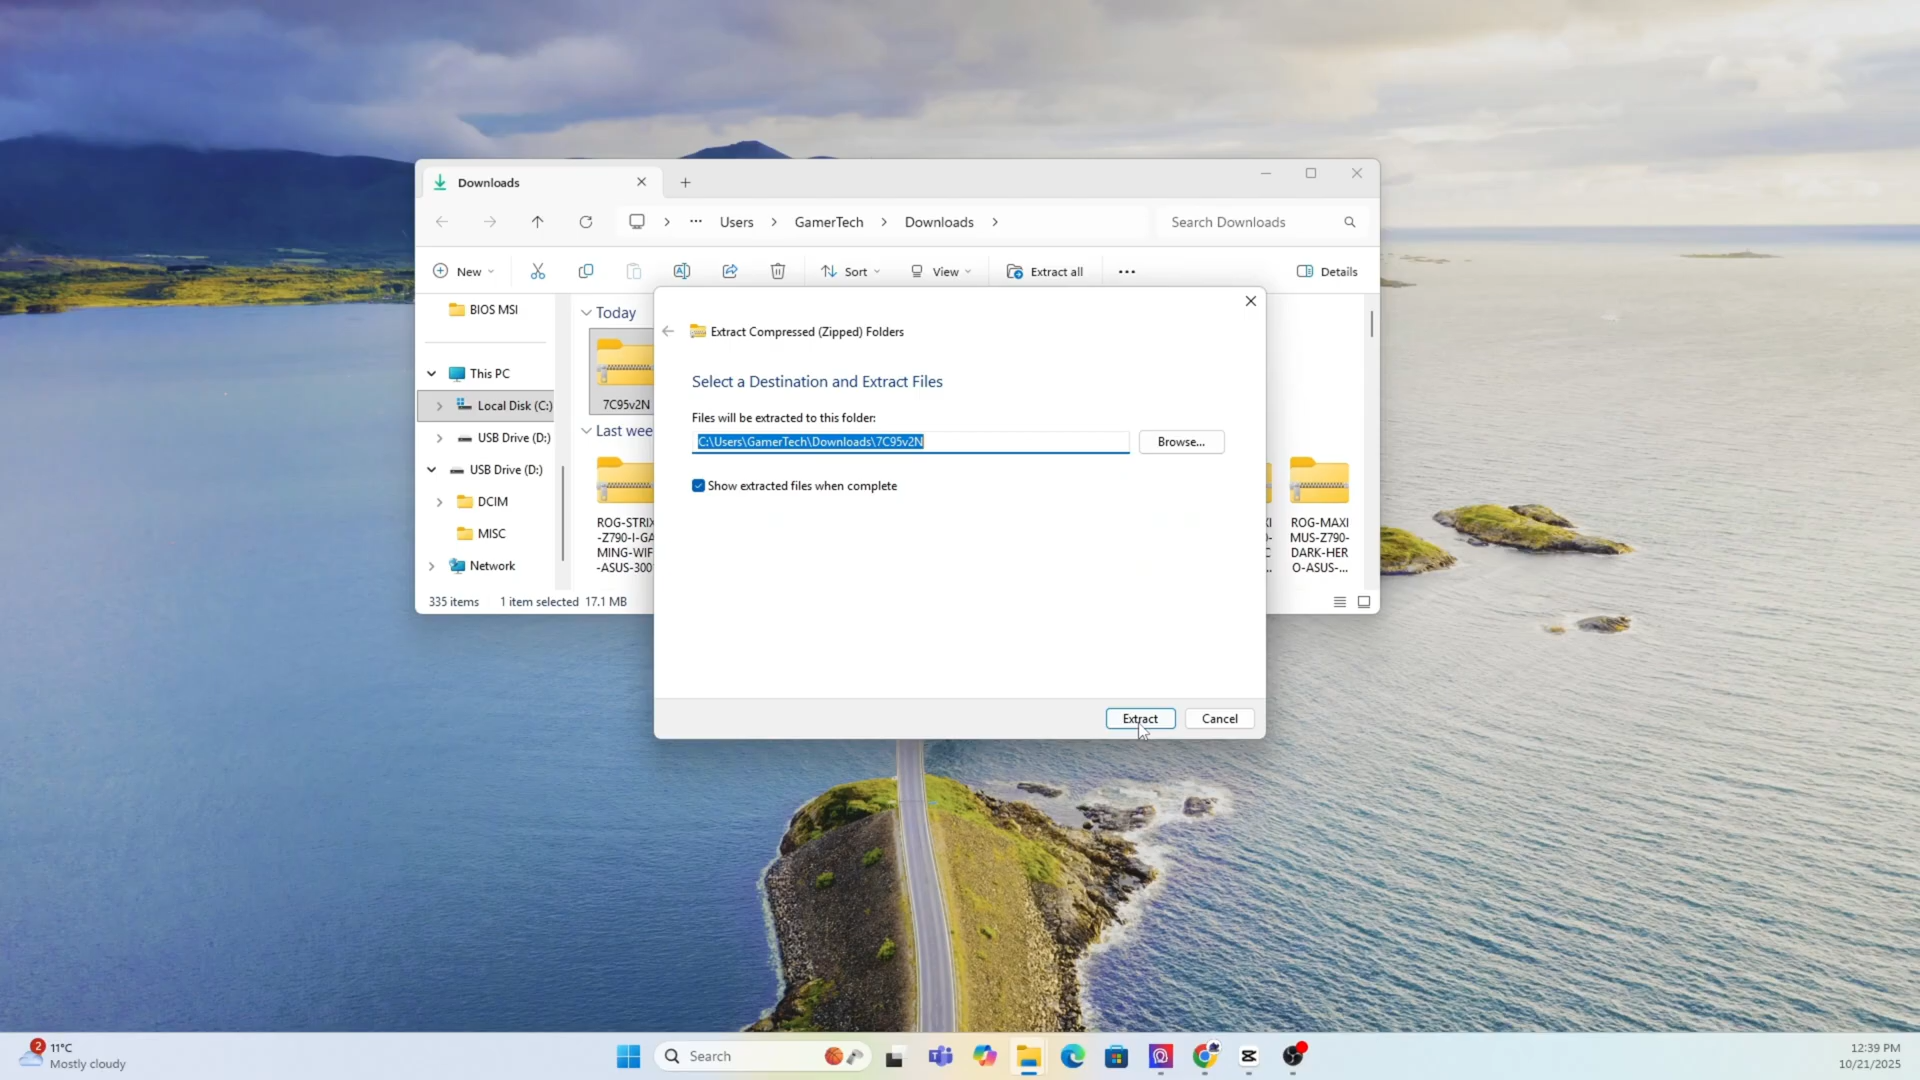 Downloads
Users
GamerTech
Downloads
Search Downloads
New
Sort
View
Extract all
Details
BIOS MSI
This PC
Local Disk (C:)
USB Drive (D:)
USB Drive (D:)
DCIM
MISC
Network
Today
7C95v2N
Last wee
ROG-STRIX
-Z790-I-GA
MING-WIF
-ASUS-300
ROG-MAXI
MUS-Z790-
DARK-HER
O-ASUS-...
335 items 1 item selected 17.1 MB
Extract Compressed (Zipped) Folders
Select a Destination and Extract Files
Files will be extracted to this folder:
C:\Users\GamerTech\Downloads\7C95v2N
Browse...
Show extracted files when complete
Extract
Cancel
2
11°C
Mostly cloudy
Search
12:39 PM
10/21/2025